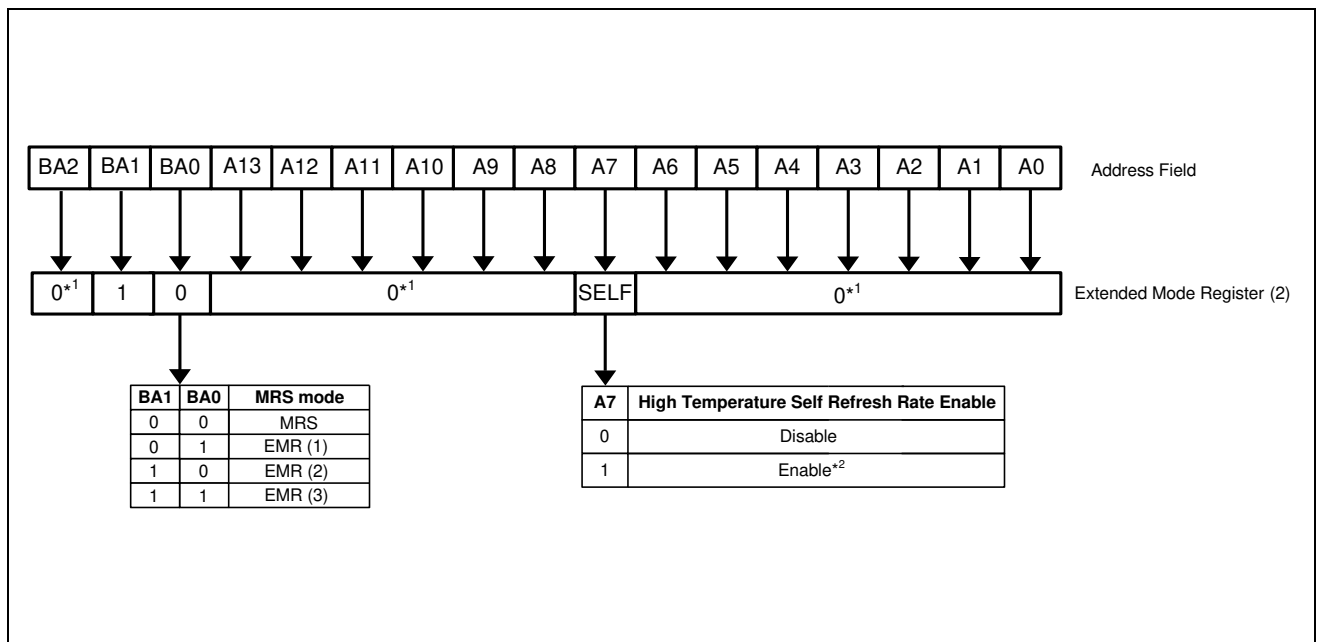 BA2 BA1 BA0 A13 A12 A11 A10 A9 A8 A7 A6 A5 A4 A3 A2 A1 A0 Address Field
0*1 1 0 0*1 SELF 0*1 Extended Mode Register (2)
BA1 BA0 MRS mode
0 0 MRS
0 1 EMR (1)
1 0 EMR (2)
1 1 EMR (3)
A7 High Temperature Self Refresh Rate Enable
0 Disable
1 Enable*2